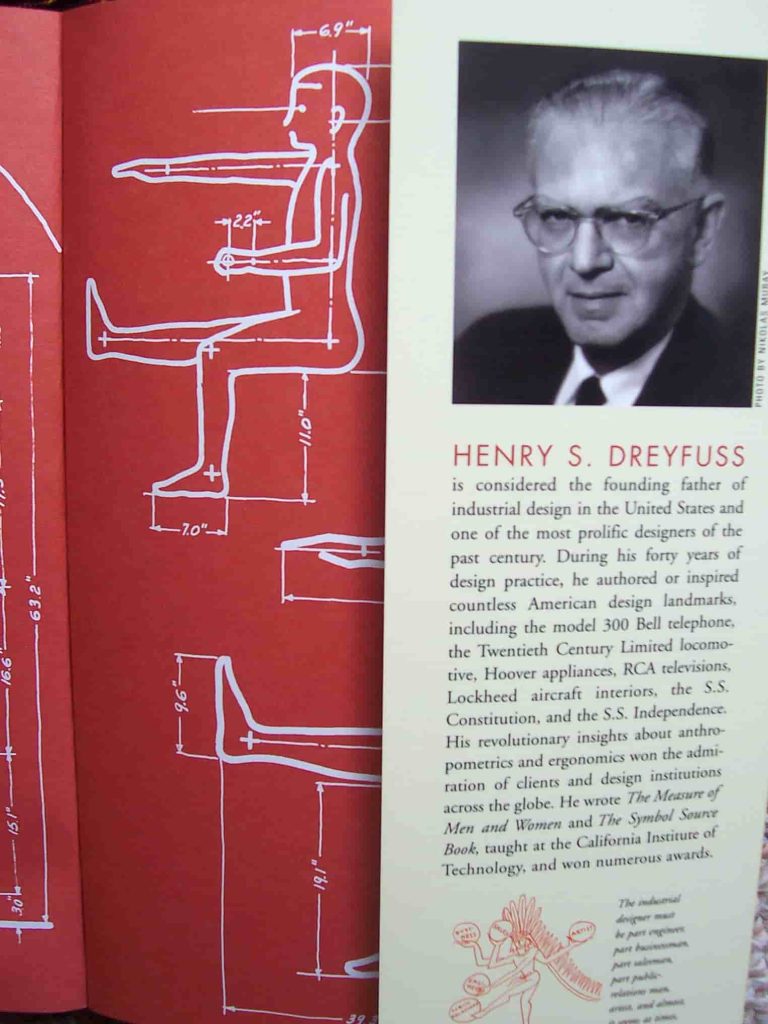 6.9"
2.2"
11.0"
7.0"
63.2"
16.6"
9.6"
15.1"
19.1"
PHOTO BY NIKOLAS MURAY
HENRY S. DREYFUSS
is considered the founding father of
industrial design in the United States and
one of the most prolific designers of the
past century. During his forty years of
design practice, he authored or inspired
countless American design landmarks,
including the model 300 Bell telephone,
the Twentieth Century Limited locomo-
tive, Hoover appliances, RCA televisions,
Lockheed aircraft interiors, the S.S.
Constitution, and the S.S. Independence.
His revolutionary insights about anthro-
pometrics and ergonomics won the admi-
ration of clients and design institutions
across the globe. He wrote The Measure of
Men and Women and The Symbol Source
Book, taught at the California Institute of
Technology, and won numerous awards.
The industrial
designer must
be part engineer,
part businessman,
part salesman,
part public-
relations man,
artist, and almost,
it seems at times,
ARTIST